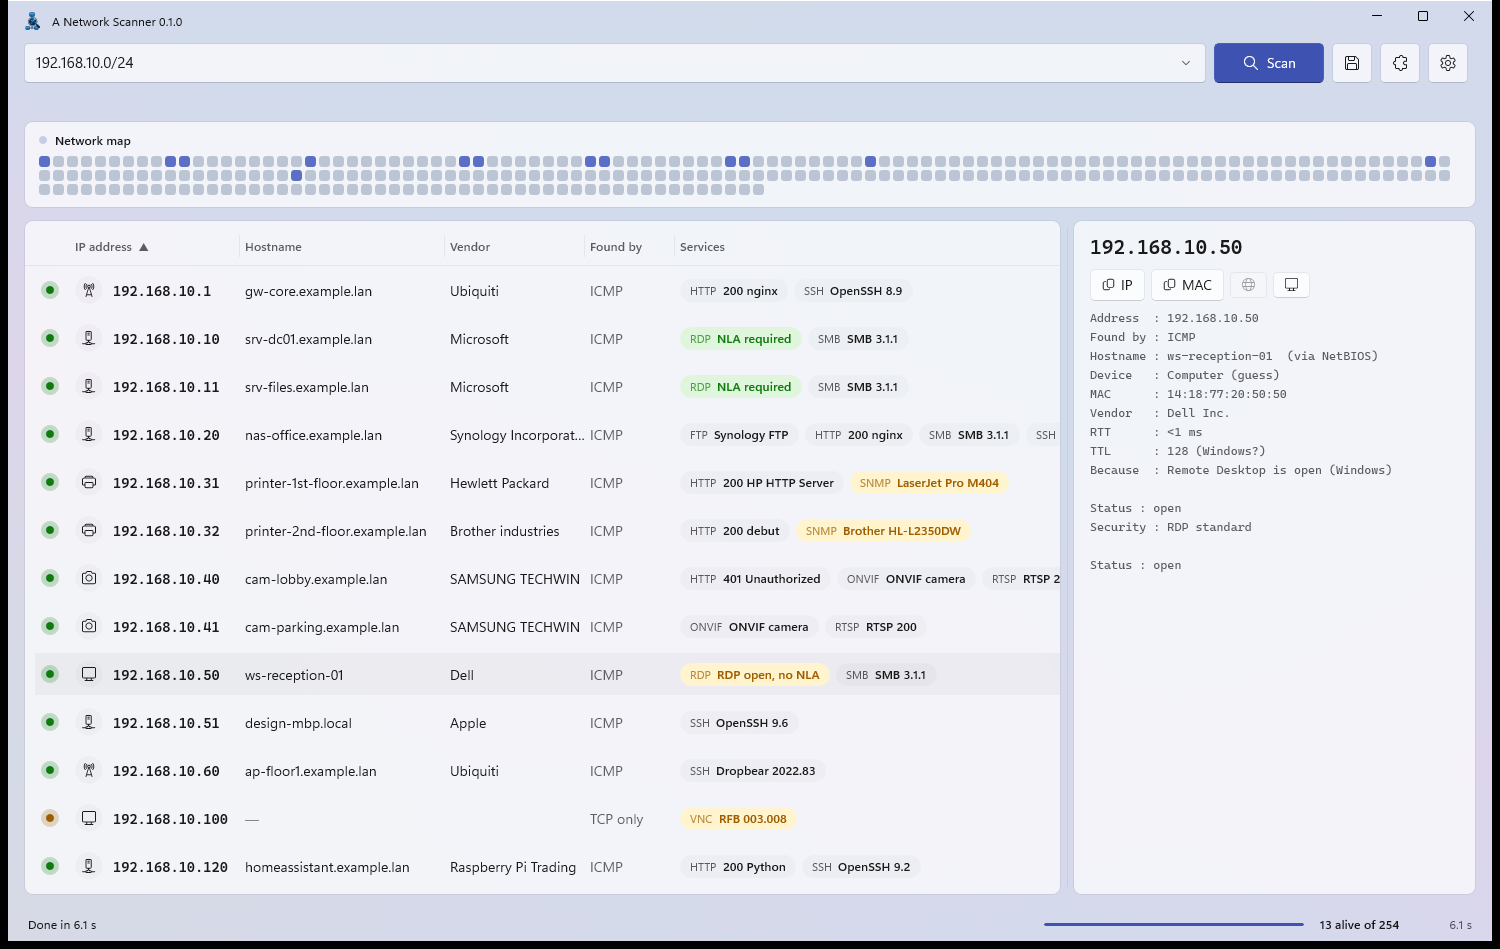 A Network Scanner 0.1.0
192.168.10.0/24
Scan
Network map
IP address ▲ Hostname Vendor Found by Services
192.168.10.1 gw-core.example.lan Ubiquiti ICMP HTTP 200 nginx SSH OpenSSH 8.9
192.168.10.10 srv-dc01.example.lan Microsoft ICMP RDP NLA required SMB SMB 3.1.1
192.168.10.11 srv-files.example.lan Microsoft ICMP RDP NLA required SMB SMB 3.1.1
192.168.10.20 nas-office.example.lan Synology Incorporat... ICMP FTP Synology FTP HTTP 200 nginx SMB SMB 3.1.1 SSH
192.168.10.31 printer-1st-floor.example.lan Hewlett Packard ICMP HTTP 200 HP HTTP Server SNMP LaserJet Pro M404
192.168.10.32 printer-2nd-floor.example.lan Brother industries ICMP HTTP 200 debut SNMP Brother HL-L2350DW
192.168.10.40 cam-lobby.example.lan SAMSUNG TECHWIN ICMP HTTP 401 Unauthorized ONVIF ONVIF camera RTSP RTSP 2
192.168.10.41 cam-parking.example.lan SAMSUNG TECHWIN ICMP ONVIF ONVIF camera RTSP RTSP 200
192.168.10.50 ws-reception-01 Dell ICMP RDP RDP open, no NLA SMB SMB 3.1.1
192.168.10.51 design-mbp.local Apple ICMP SSH OpenSSH 9.6
192.168.10.60 ap-floor1.example.lan Ubiquiti ICMP SSH Dropbear 2022.83
192.168.10.100 — TCP only VNC RFB 003.008
192.168.10.120 homeassistant.example.lan Raspberry Pi Trading ICMP HTTP 200 Python SSH OpenSSH 9.2
192.168.10.50
IP MAC
Address : 192.168.10.50
Found by : ICMP
Hostname : ws-reception-01 (via NetBIOS)
Device : Computer (guess)
MAC : 14:18:77:20:50:50
Vendor : Dell Inc.
RTT : <1 ms
TTL : 128 (Windows?)
Because : Remote Desktop is open (Windows)
Status : open
Security : RDP standard
Status : open
Done in 6.1 s
13 alive of 254
6.1 s